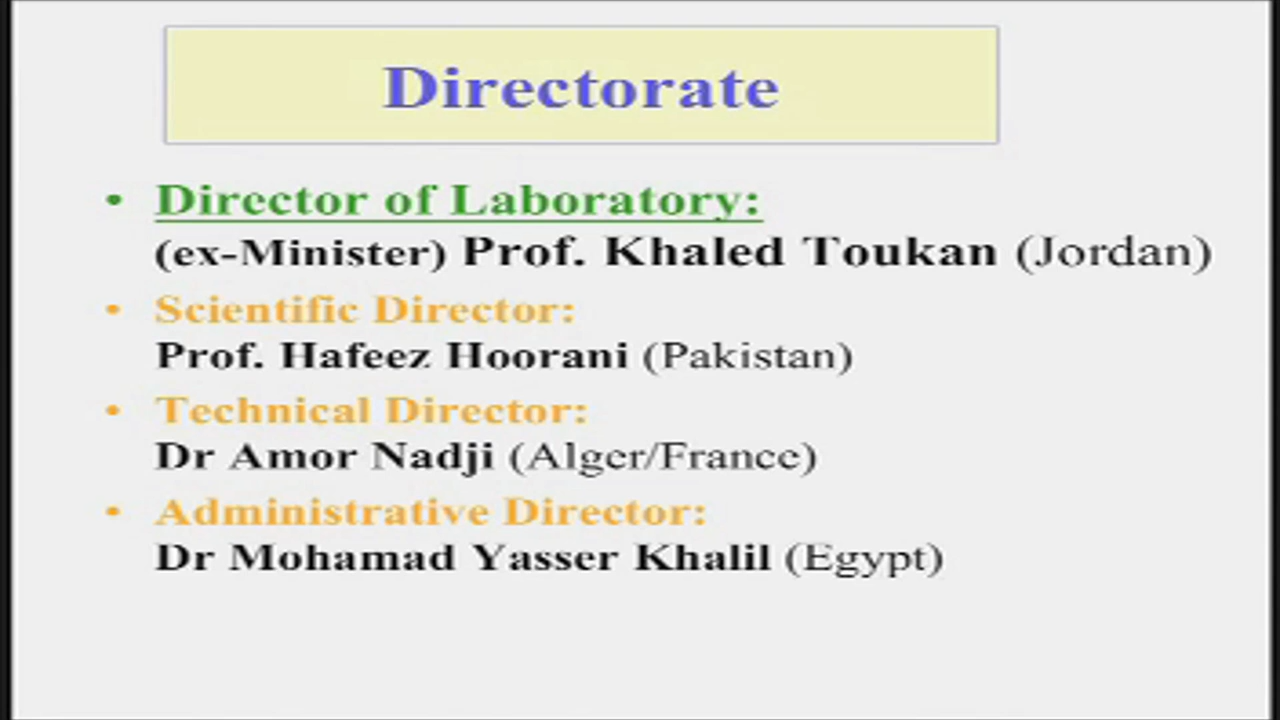 Directorate
• Director of Laboratory:
(ex-Minister) Prof. Khaled Toukan (Jordan)
• Scientific Director:
Prof. Hafeez Hoorani (Pakistan)
• Technical Director:
Dr Amor Nadji (Alger/France)
• Administrative Director:
Dr Mohamad Yasser Khalil (Egypt)